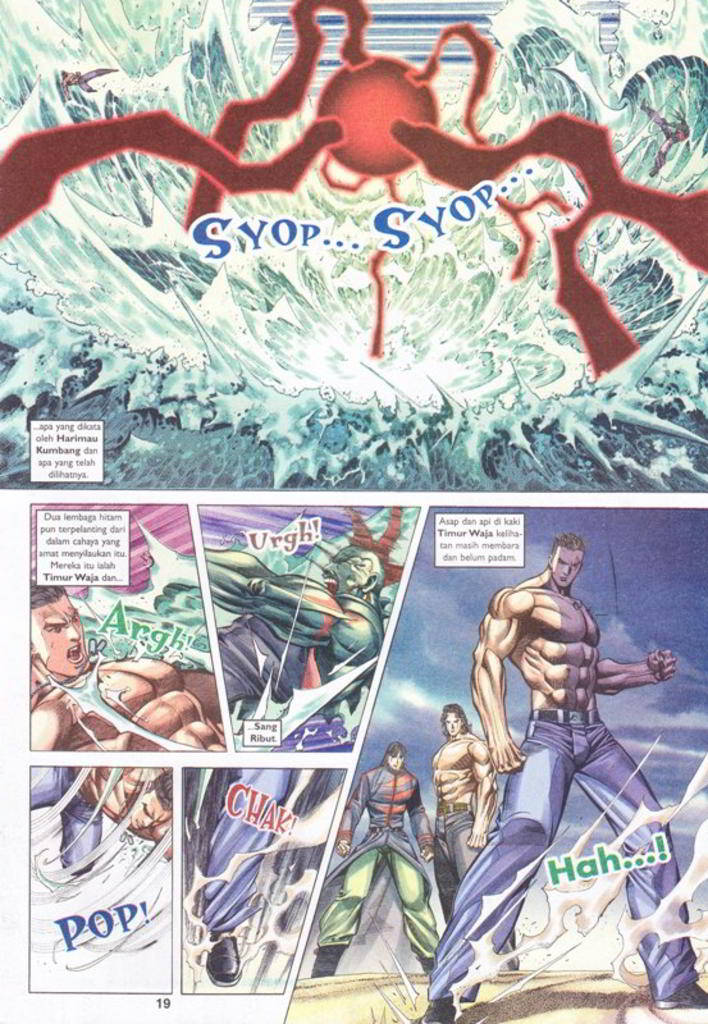 SYOP... SYOP...
...apa yang dikata
oleh Harimau
Kumbang dan
apa yang telah
dilihatnya.
Dua lembaga hitam
pun terpelanting dari
dalam cahaya yang
amat menyilaukan itu.
Mereka itu ialah
Timur Waja dan...
Argh!
Urgh!
...Sang
Ribut.
Asap dan api di kaki
Timur Waja keliha-
tan masih membara
dan belum padam.
POP!
CHAK!
Hah...!
19